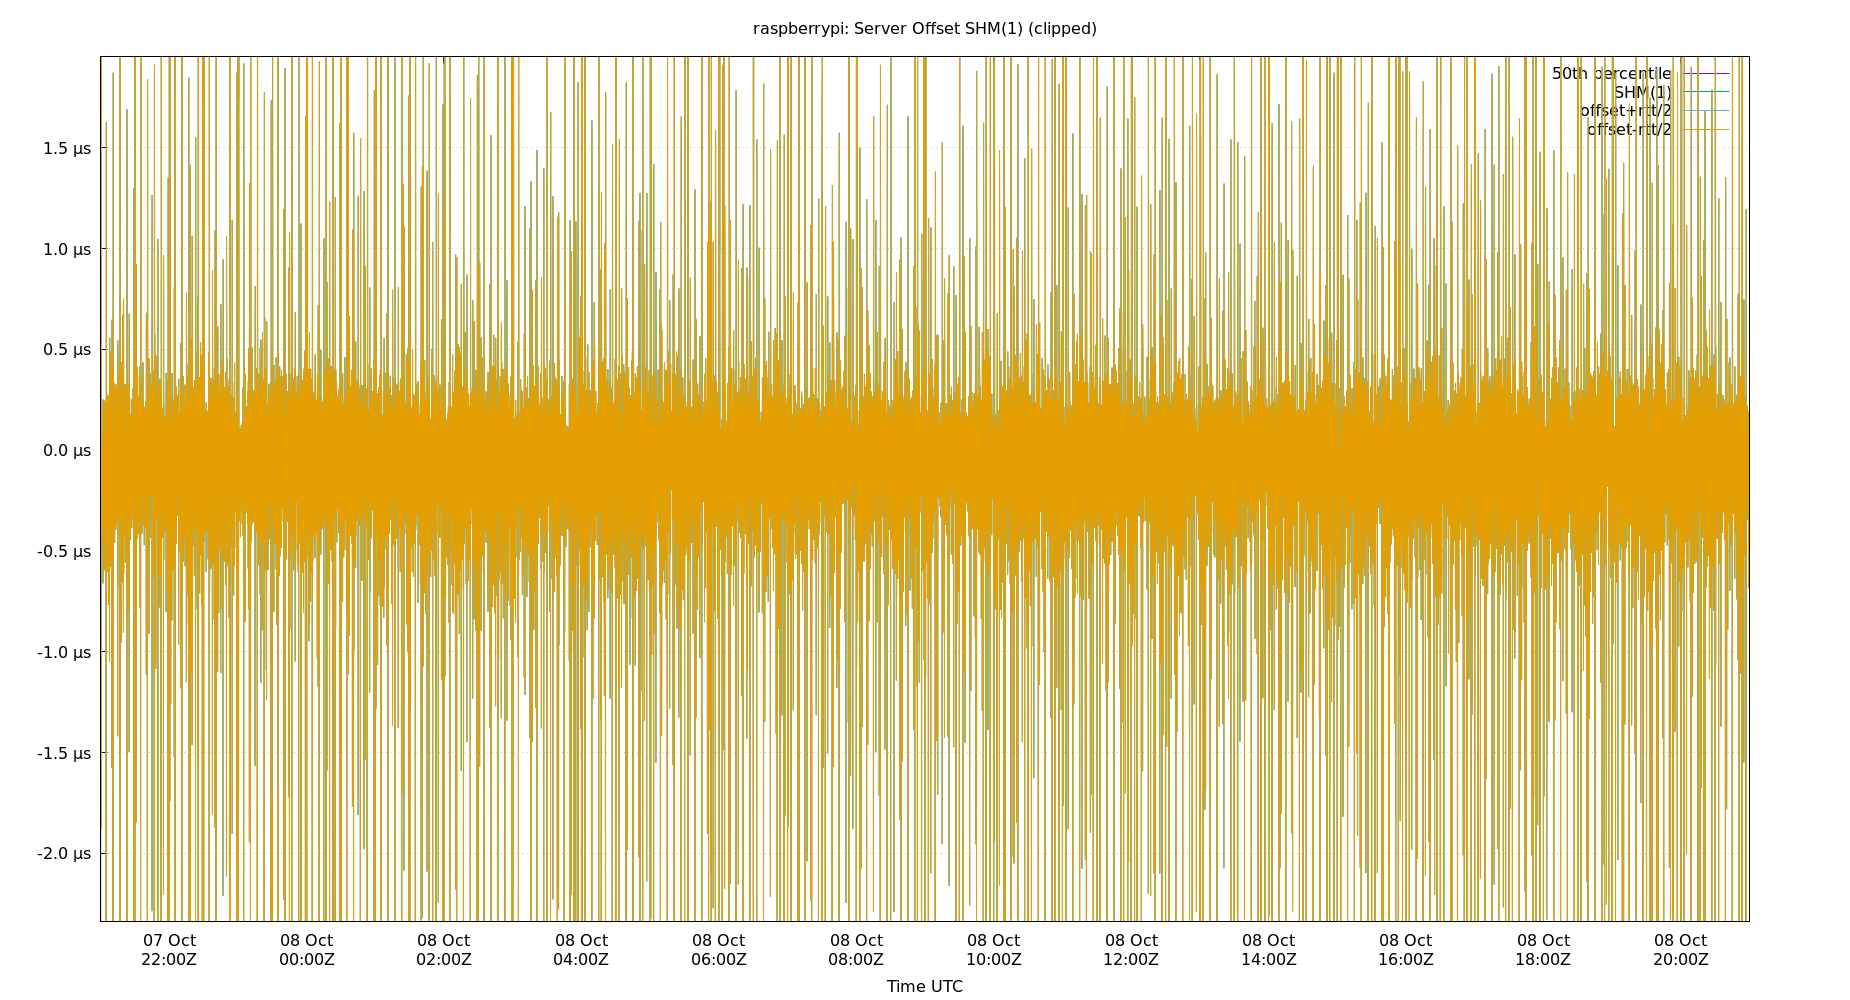 raspberrypi: Server Offset SHM(1) (clipped)
50th percentile
SHM(1)
offset+rtt/2
offset-rtt/2
1.5 µs
1.0 µs
0.5 µs
0.0 µs
-0.5 µs
-1.0 µs
-1.5 µs
-2.0 µs
07 Oct 08 Oct 08 Oct 08 Oct 08 Oct 08 Oct 08 Oct 08 Oct 08 Oct 08 Oct 08 Oct 08 Oct
22:00Z 00:00Z 02:00Z 04:00Z 06:00Z 08:00Z 10:00Z 12:00Z 14:00Z 16:00Z 18:00Z 20:00Z
Time UTC